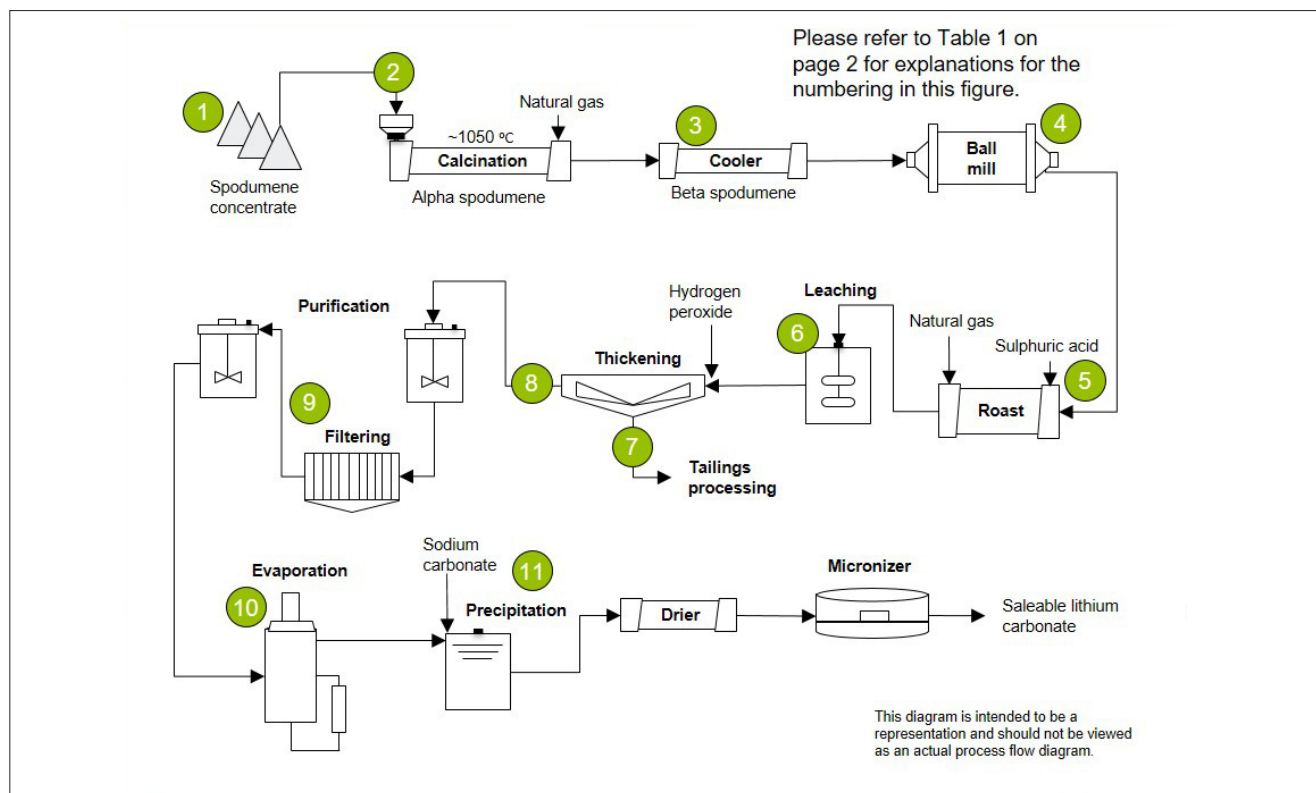 Please refer to Table 1 on
page 2 for explanations for the
numbering in this figure.
1
2
Spodumene
concentrate
~1050 ºC
Natural gas
Calcination
Alpha spodumene
3
Cooler
Beta spodumene
4
Ball
mill
Purification
Hydrogen
peroxide
Leaching
Natural gas
Sulphuric acid
5
Roast
6
Thickening
8
7
Tailings
processing
9
Filtering
Evaporation
10
Sodium
carbonate
11
Precipitation
Drier
Micronizer
Saleable lithium
carbonate
This diagram is intended to be a
representation and should not be viewed
as an actual process flow diagram.